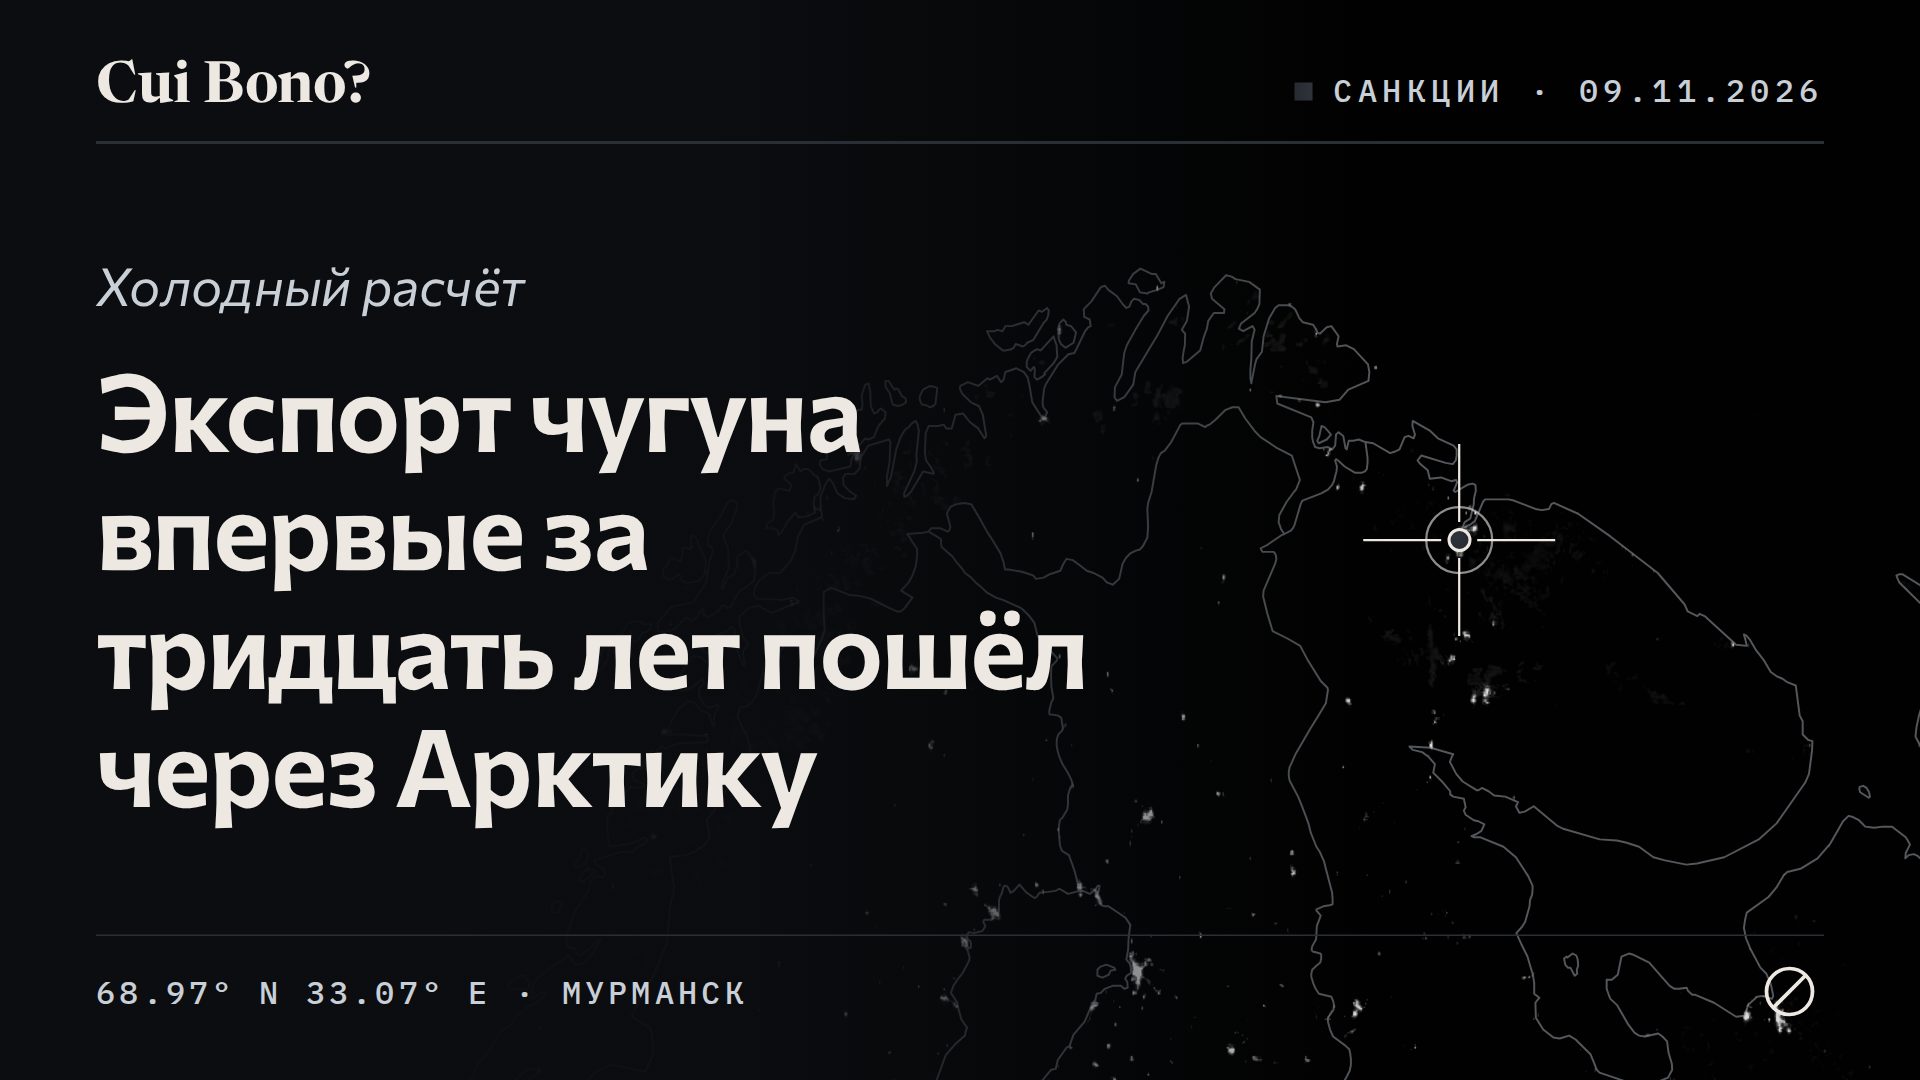 Cui Bono?
САНКЦИИ · 09.11.2026
Холодный расчёт
Экспорт чугуна
впервые за
тридцать лет пошёл
через Арктику
68.97° N 33.07° E · МУРМАНСК